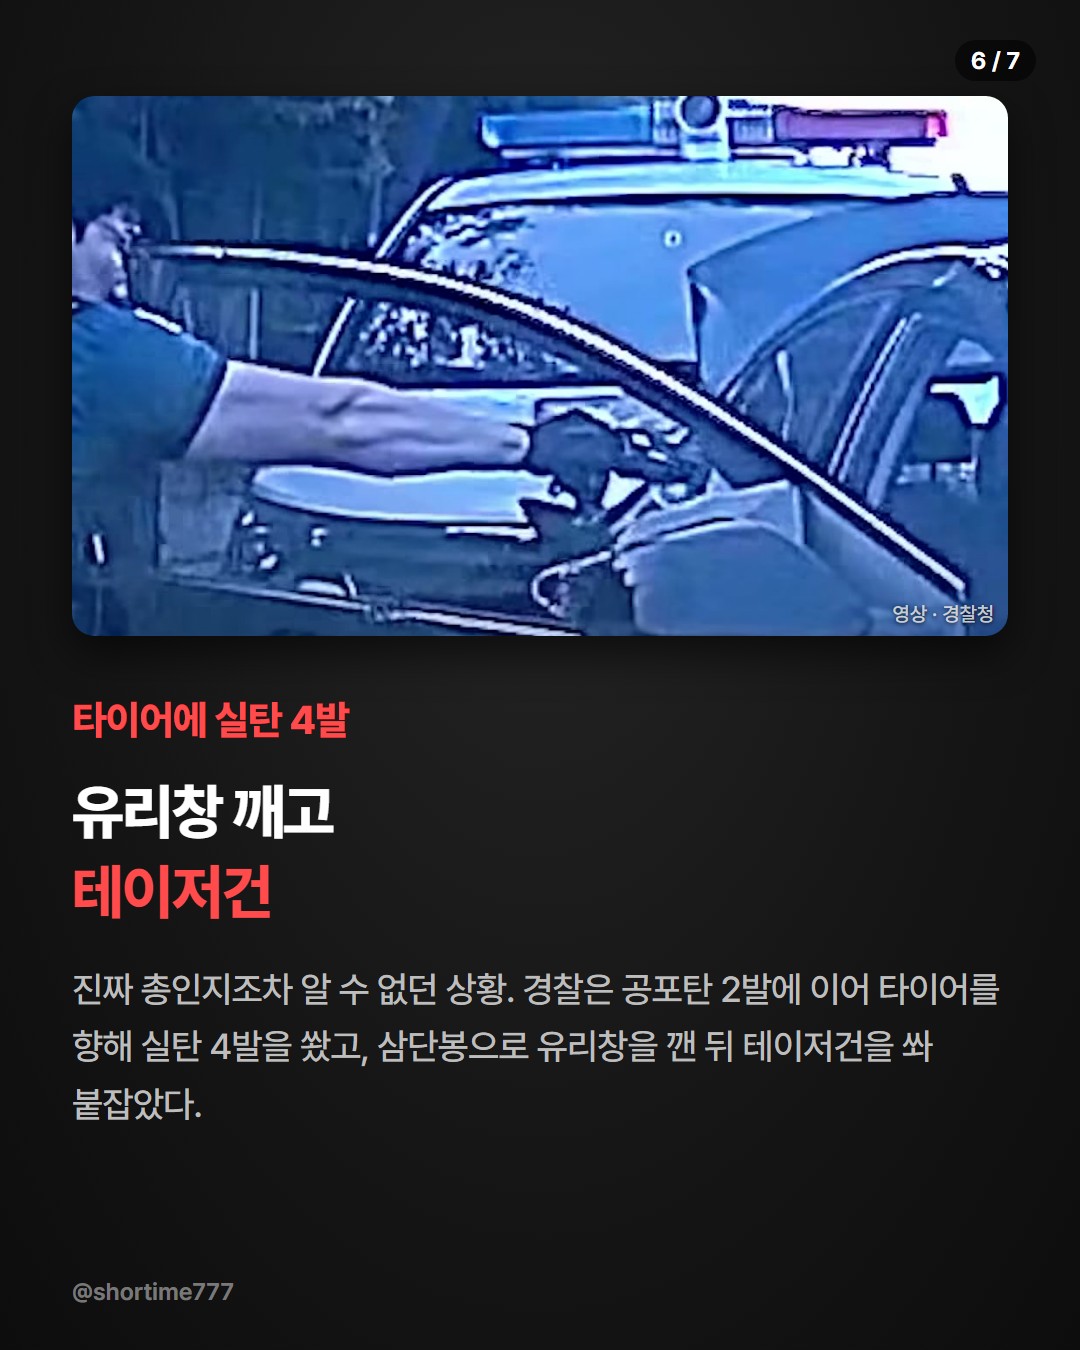 6 / 7
영상 · 경찰청
타이어에 실탄 4발
유리창 깨고
테이저건
진짜 총인지조차 알 수 없던 상황. 경찰은 공포탄 2발에 이어 타이어를
향해 실탄 4발을 쐈고, 삼단봉으로 유리창을 깬 뒤 테이저건을 쏴
붙잡았다.
@shortime777